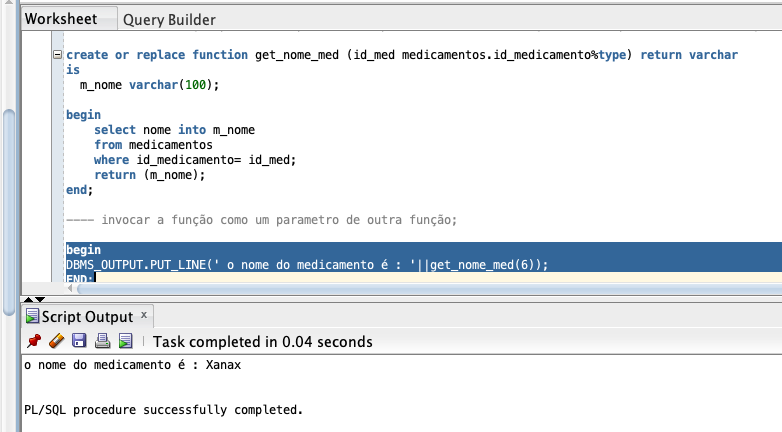 Worksheet Query Builder
create or replace function get_nome_med (id_med medicamentos.id_medicamento%type) return varchar
is
m_nome varchar(100);
begin
select nome into m_nome
from medicamentos
where id_medicamento= id_med;
return (m_nome);
end;
---- invocar a função como um parametro de outra função;
begin
DBMS_OUTPUT.PUT_LINE(' o nome do medicamento é : '||get_nome_med(6));
END;
Script Output x
Task completed in 0.04 seconds
o nome do medicamento é : Xanax
PL/SQL procedure successfully completed.